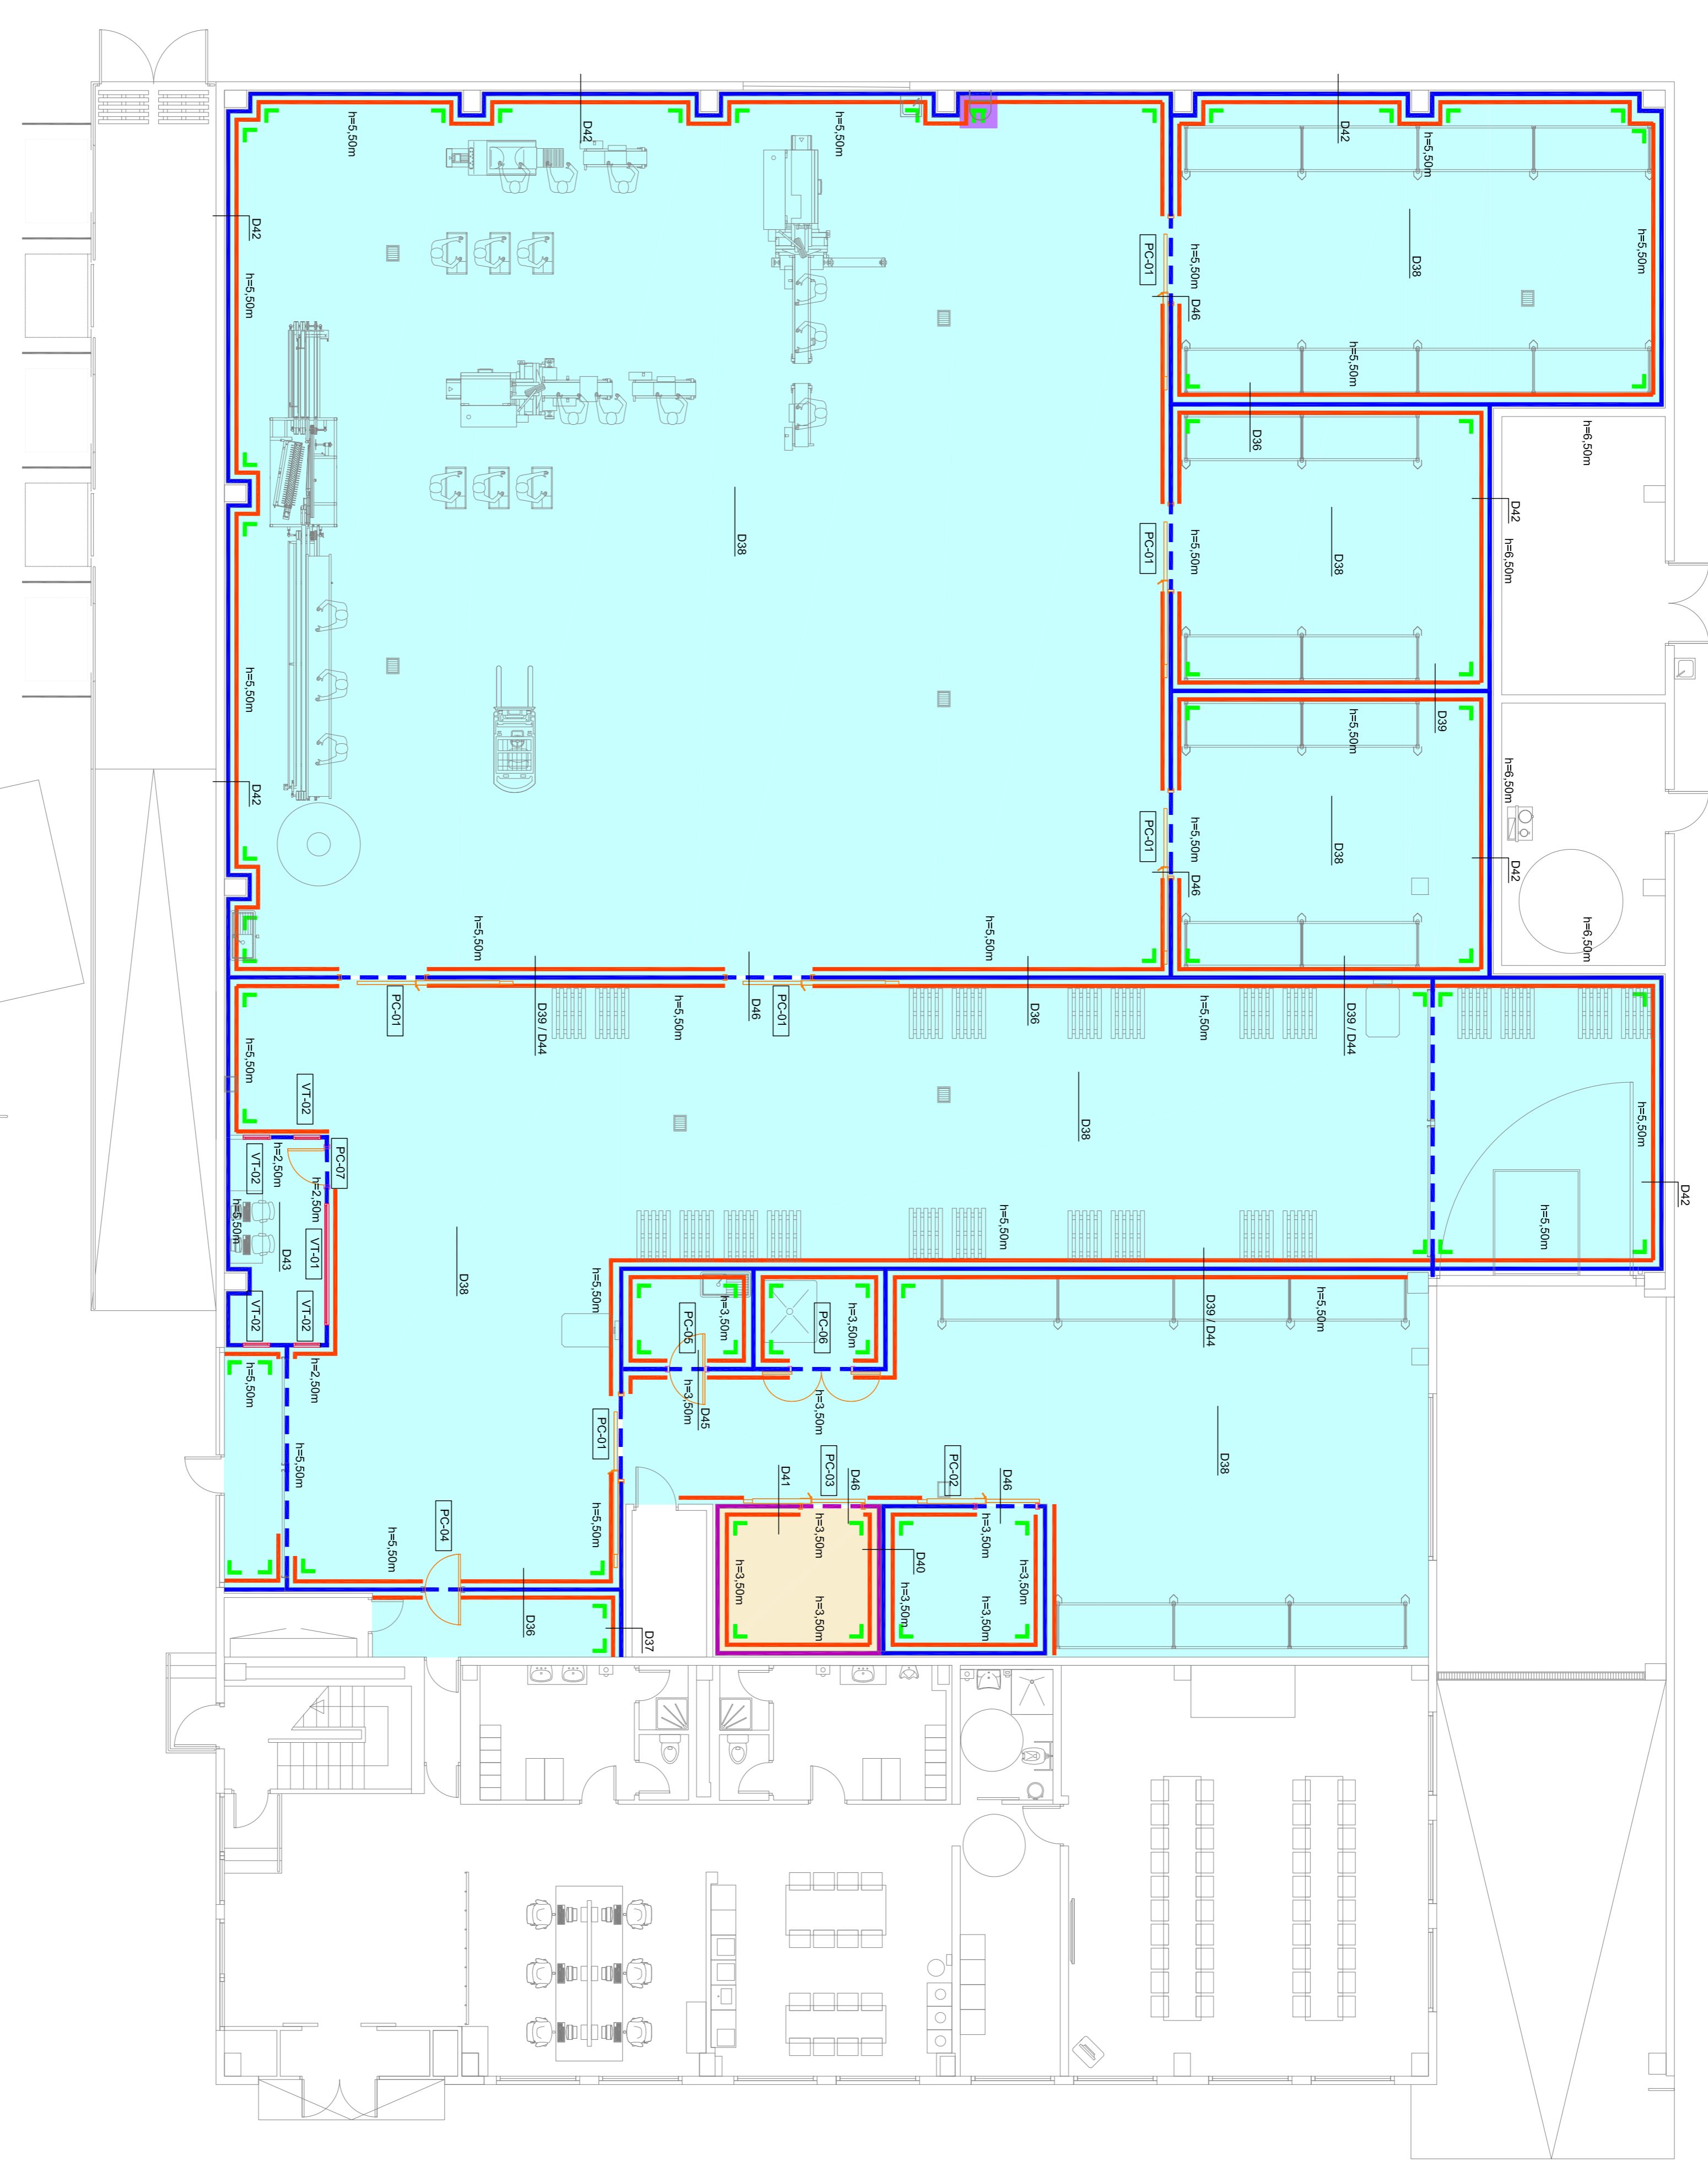 h=5,50m
D42
h=5,50m
D42
h=5,50m
D42
h=5,50m
PC-01
h=5,50m
D46
D38
h=5,50m
h=5,50m
D36
h=6,50m
D38
PC-01
h=5,50m
D38
D42
h=6,50m
h=5,50m
D39
h=5,50m
D42
PC-01
h=5,50m
D46
D38
h=6,50m
D42
h=6,50m
h=5,50m
h=5,50m
PC-01
D39 / D44
h=5,50m
D46
PC-01
D36
h=5,50m
D39 / D44
h=5,50m
VT-02
D38
h=5,50m
VT-02
h=2,50m
PC-07
h=2,50m
h=5,50m
D43
VT-01
D38
h=5,50m
h=5,50m
D42
VT-02
VT-02
h=5,50m
PC-05
h=3,50m
PC-06
h=3,50m
D39 / D44
h=5,50m
h=5,50m
h=2,50m
h=3,50m
D45
h=3,50m
h=5,50m
PC-01
D38
PC-04
h=5,50m
h=5,50m
D41
PC-03
D46
PC-02
D46
h=3,50m
h=3,50m
D40
h=3,50m
h=3,50m
h=3,50m
h=3,50m
h=3,50m
D36
D37